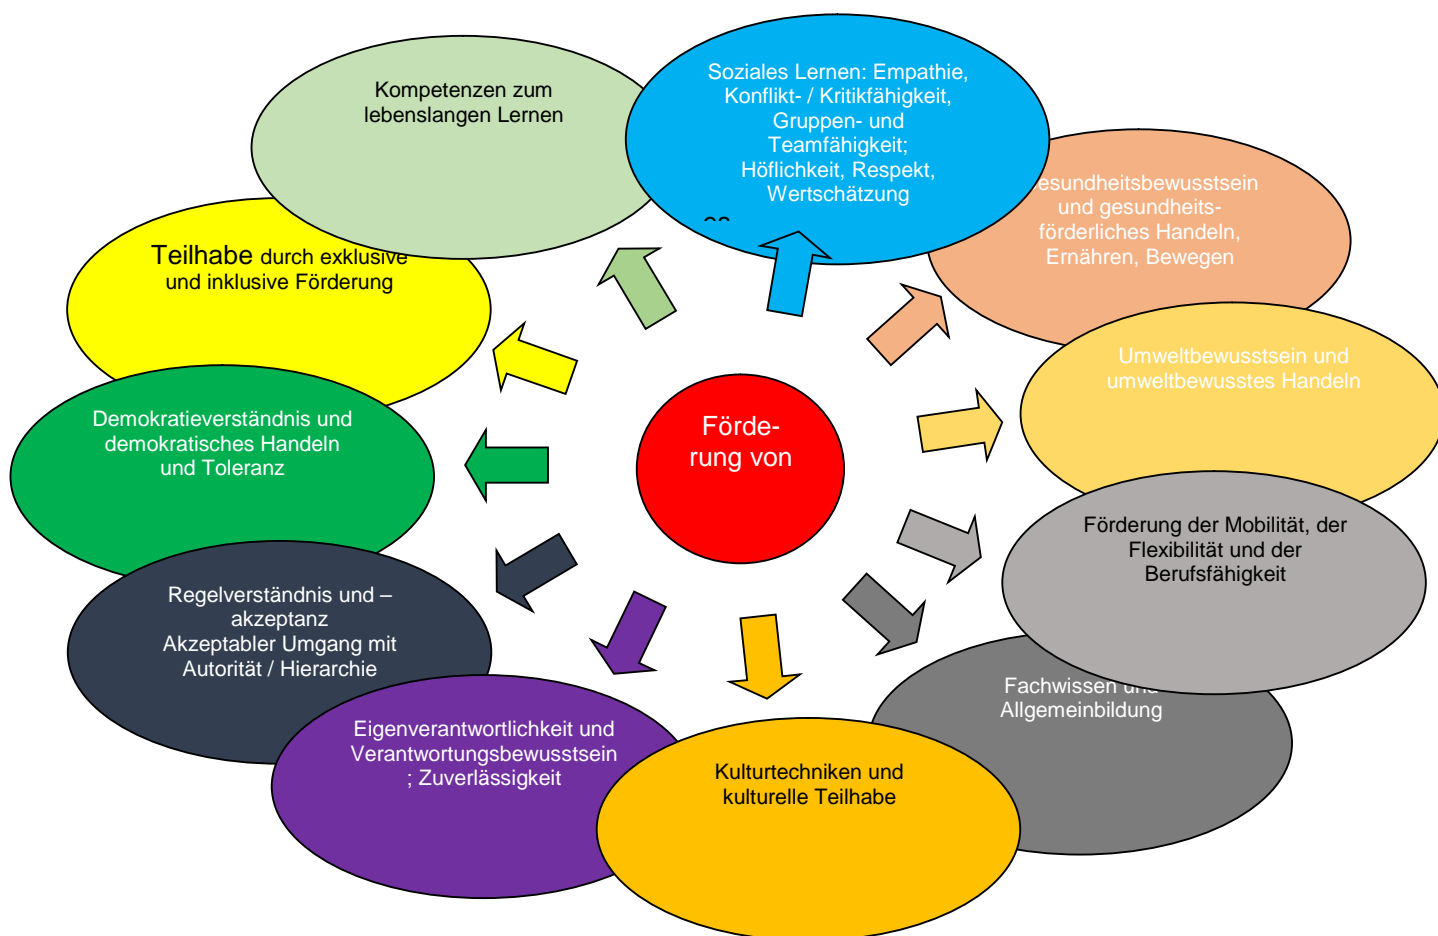 Kompetenzen zum
lebenslangen Lernen
Soziales Lernen: Empathie,
Konflikt- / Kritikfähigkeit,
Gruppen- und
Teamfähigkeit;
Höflichkeit, Respekt,
Wertschätzung
esundheitsbewusstsein
und gesundheits-
förderliches Handeln,
Ernähren, Bewegen
Umweltbewusstsein und
umweltbewusstes Handeln
Förderung der Mobilität, der
Flexibilität und der
Berufsfähigkeit
Fachwissen und
Allgemeinbildung
Kulturtechniken und
kulturelle Teilhabe
Eigenverantwortlichkeit und
Verantwortungsbewusstsein
; Zuverlässigkeit
Regelverständnis und –
akzeptanz
Akzeptabler Umgang mit
Autorität / Hierarchie
Demokratieverständnis und
demokratisches Handeln
und Toleranz
Teilhabe durch exklusive
und inklusive Förderung
Förde-
rung von